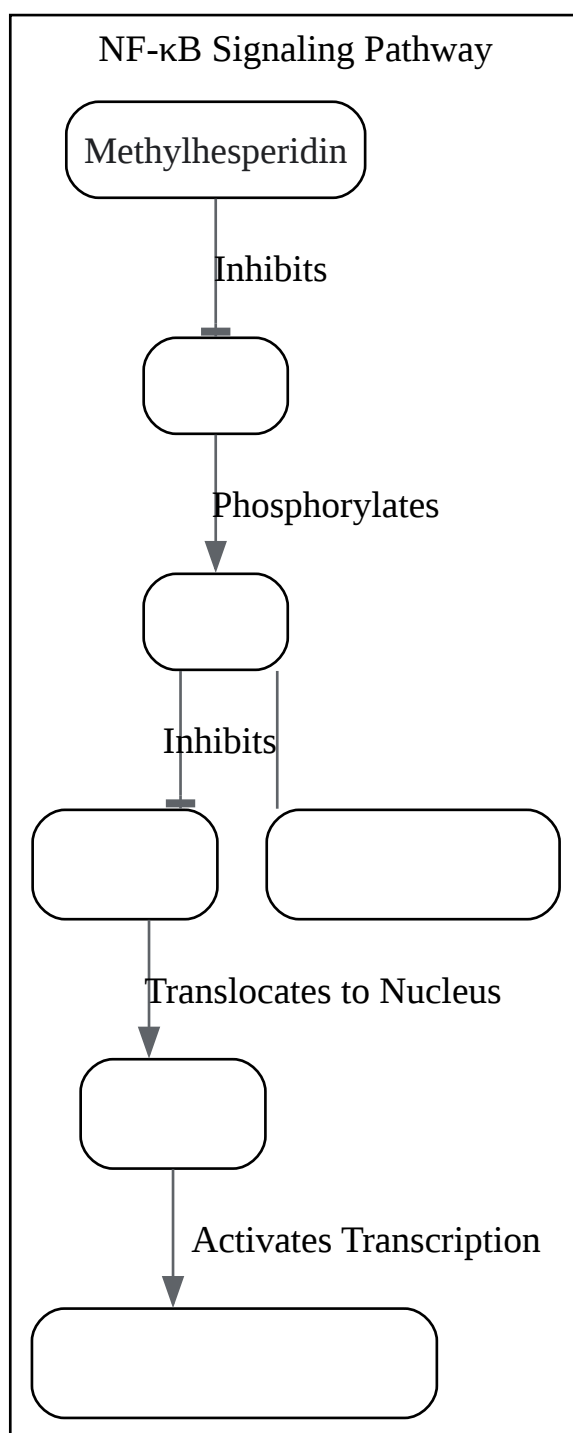 NF-κB Signaling Pathway
Methylhesperidin
Inhibits
Phosphorylates
Inhibits
Translocates to Nucleus
Activates Transcription